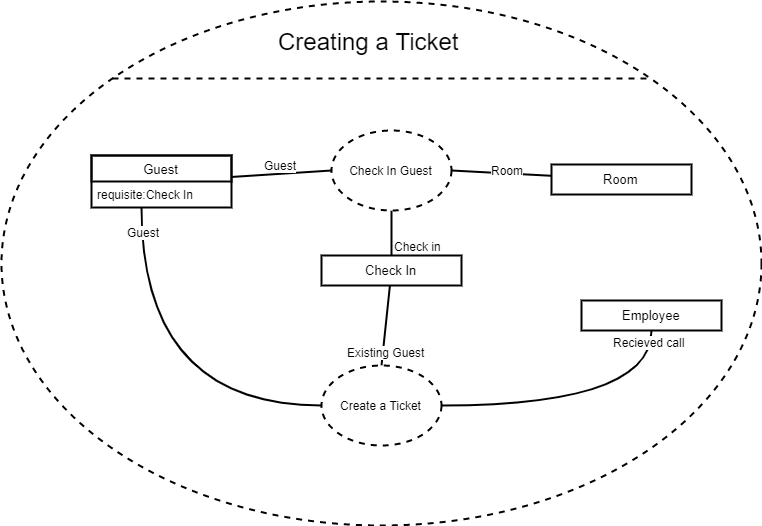 Creating a Ticket
Guest
requisite:Check In
Guest
Check In Guest
Room
Room
Guest
Check in
Check In
Employee
Recieved call
Existing Guest
Create a Ticket